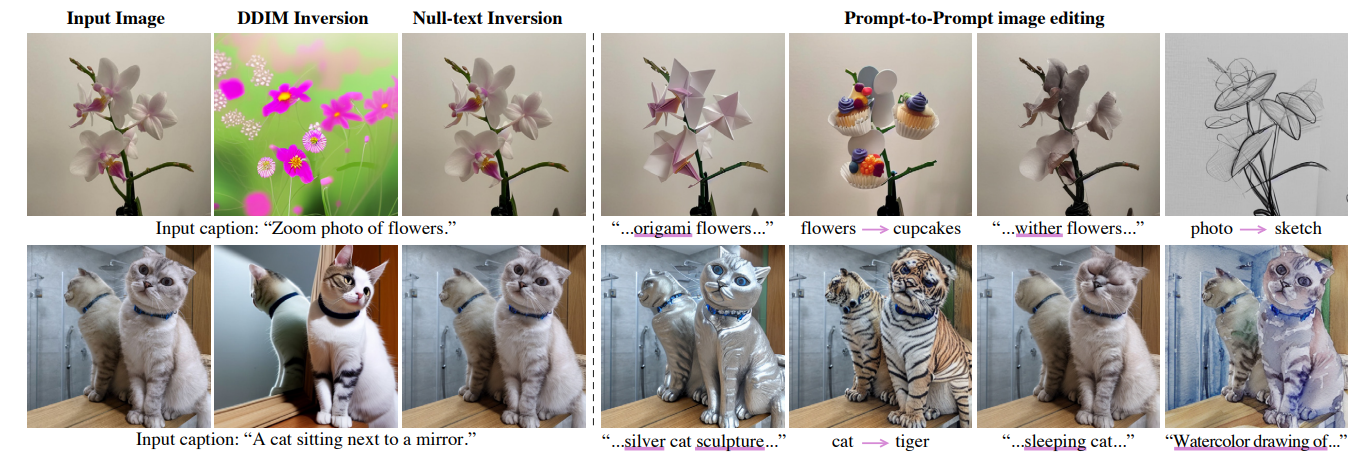 Input Image DDIM Inversion Null-text Inversion Prompt-to-Prompt image editing
Input caption: “Zoom photo of flowers.” “...origami flowers...” flowers → cupcakes “...wither flowers...” photo → sketch
Input caption: “A cat sitting next to a mirror.” “...silver cat sculpture...” cat → tiger “...sleeping cat...” “Watercolor drawing of...”